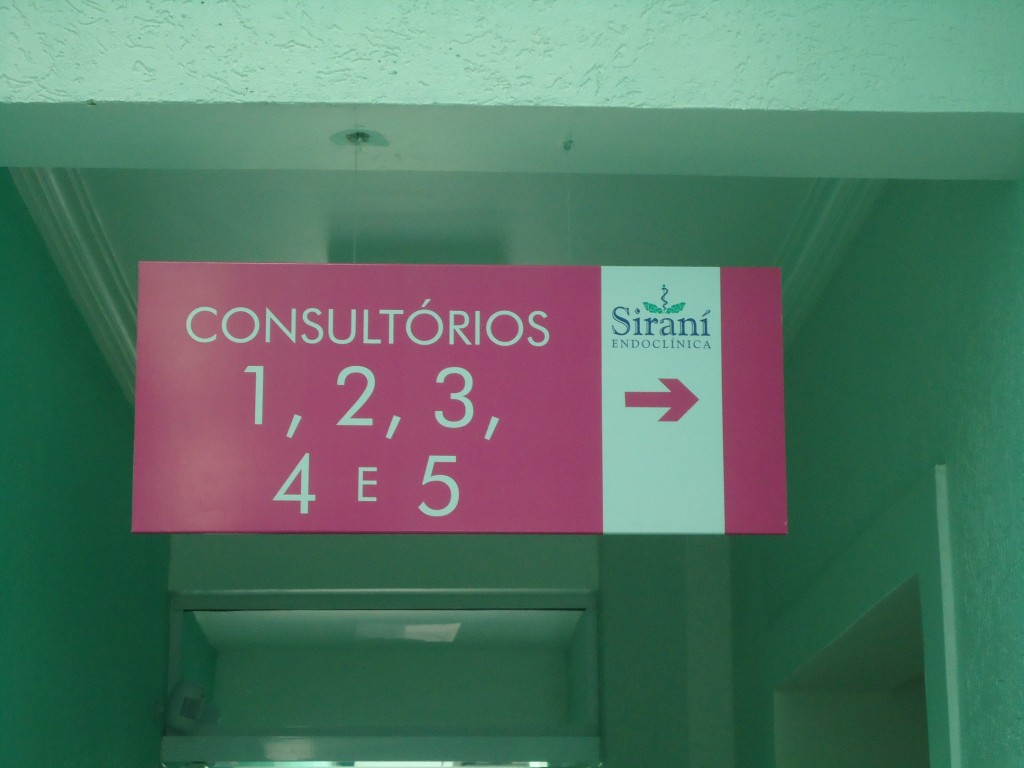 CONSULTÓRIOS
1, 2, 3,
4 E 5
Siraní
ENDOCLÍNICA